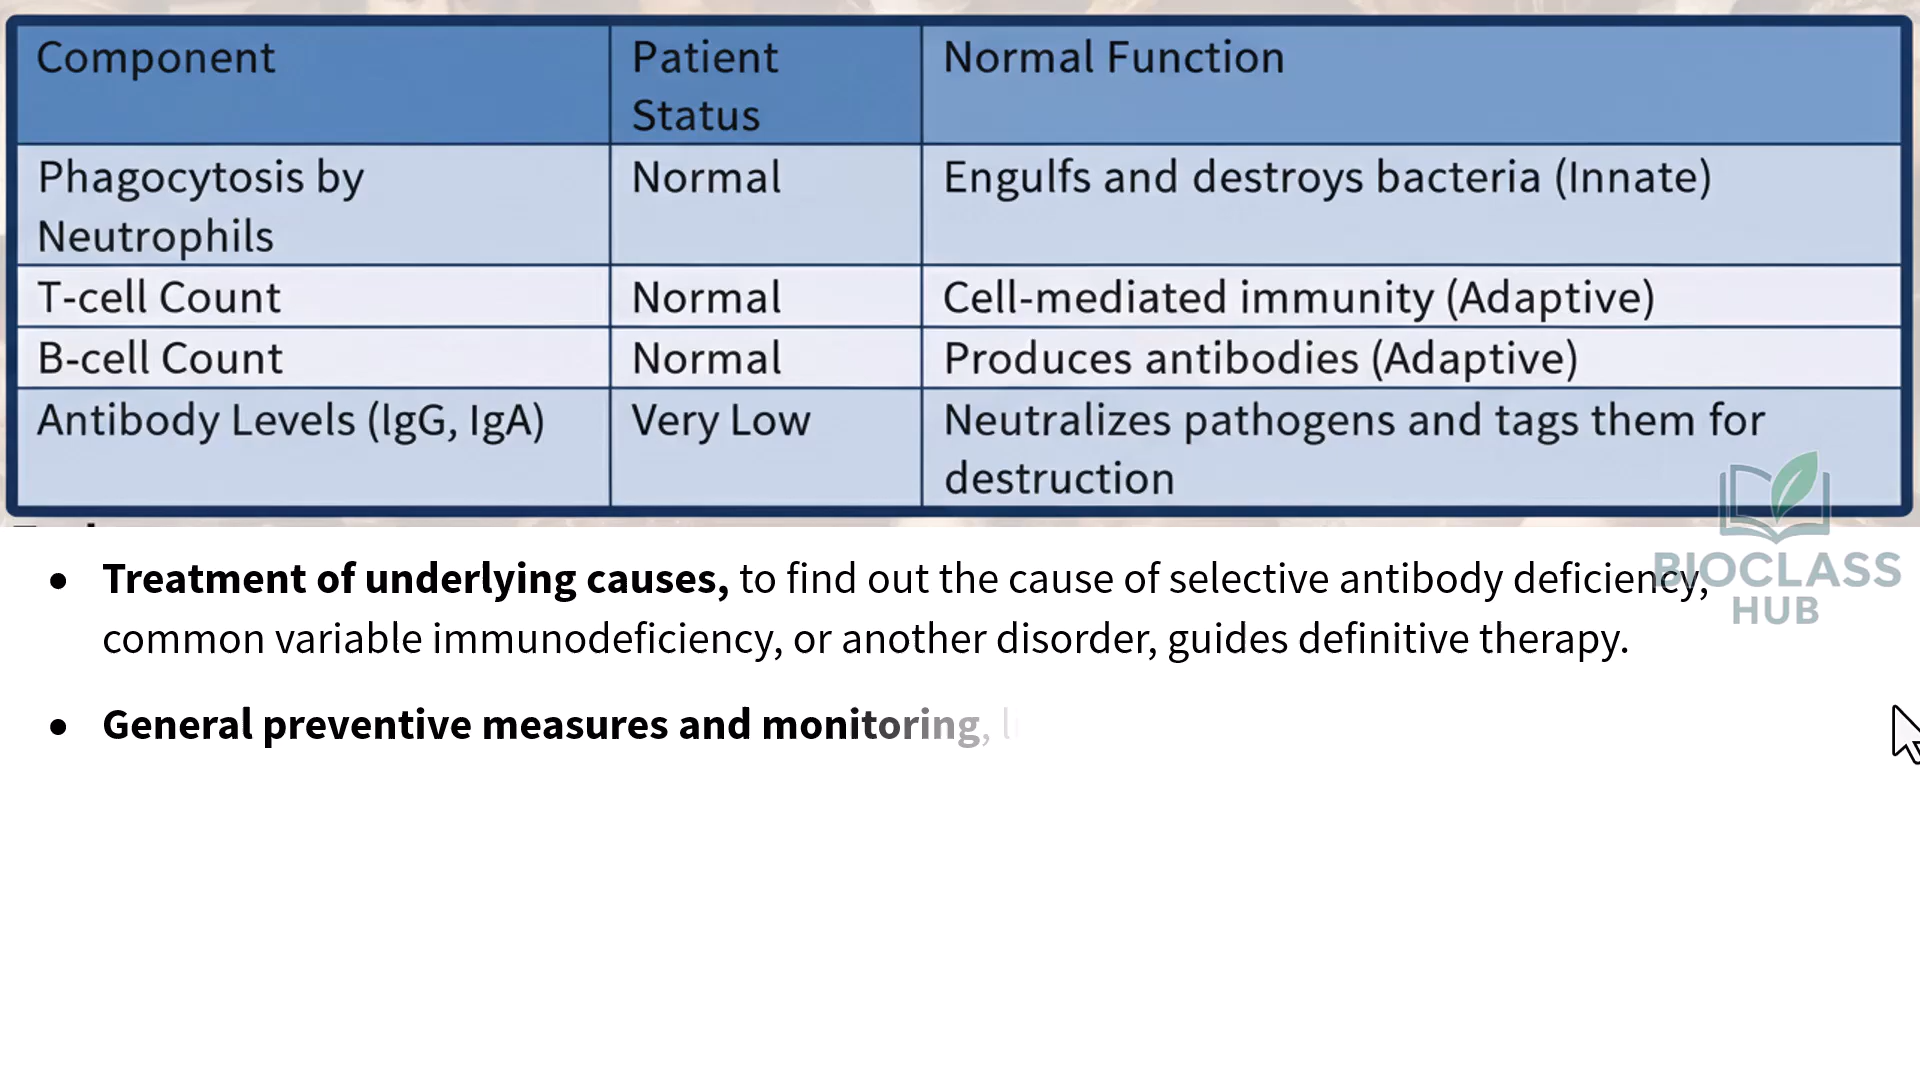 Component Patient Status Normal Function
Phagocytosis by Neutrophils Normal Engulfs and destroys bacteria (Innate)
T-cell Count Normal Cell-mediated immunity (Adaptive)
B-cell Count Normal Produces antibodies (Adaptive)
Antibody Levels (IgG, IgA) Very Low Neutralizes pathogens and tags them for destruction
• Treatment of underlying causes, to find out the cause of selective antibody deficiency,
common variable immunodeficiency, or another disorder, guides definitive therapy.
• General preventive measures and monitoring,
BIOCLASS
HUB